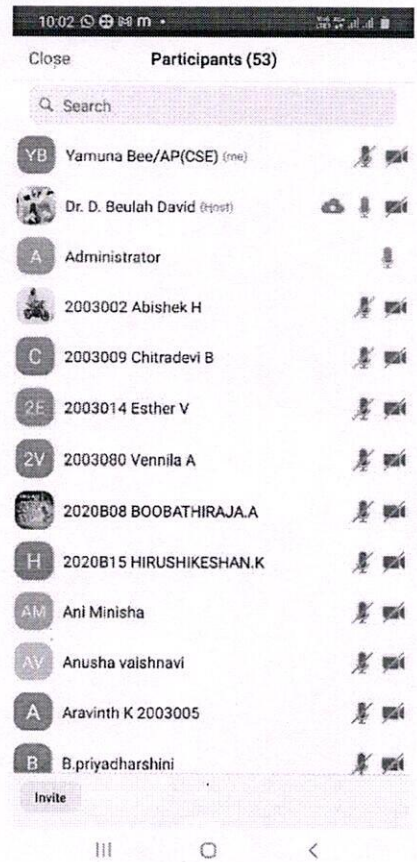 10:02 m •
Close Participants (53)
Search
YB Yamuna Bee/AP(CSE) (me)
Dr. D. Beulah David (Host)
A Administrator
2003002 Abishek H
C 2003009 Chitradevi B
2E 2003014 Esther V
2V 2003080 Vennila A
2020B08 BOOBATHIRAJA.A
H 2020B15 HIRUSHIKESHAN.K
AM Ani Minisha
AV Anusha vaishnavi
A Aravinth K 2003005
B B.priyadharshini
Invite